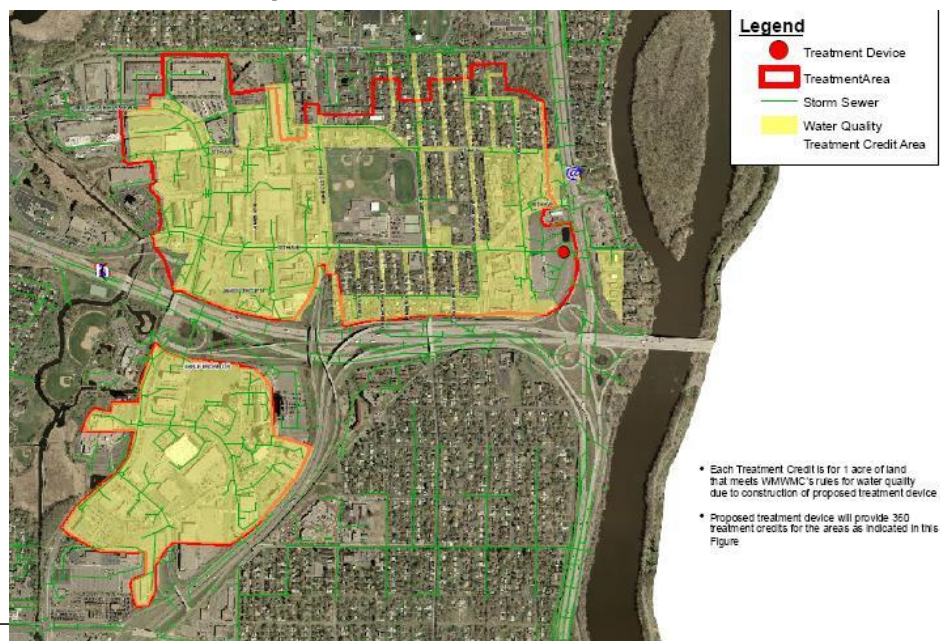 Legend
Treatment Device
TreatmentArea
Storm Sewer
Water Quality
Treatment Credit Area
• Each Treatment Credit is for 1 acre of land
that meets WMWMC's rules for water quality
due to construction of proposed treatment device
• Proposed treatment device will provide 360
treatment credits for the areas as indicated in this
Figure